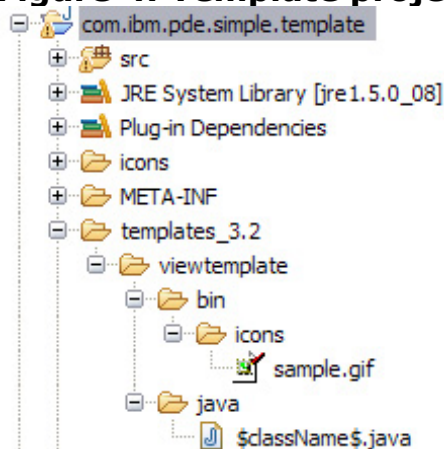 Template
com.ibm.pde.simple.template
src
JRE System Library [jre1.5.0_08]
Plug-in Dependencies
icons
META-INF
templates_3.2
viewtemplate
bin
icons
sample.gif
java
$className$.java